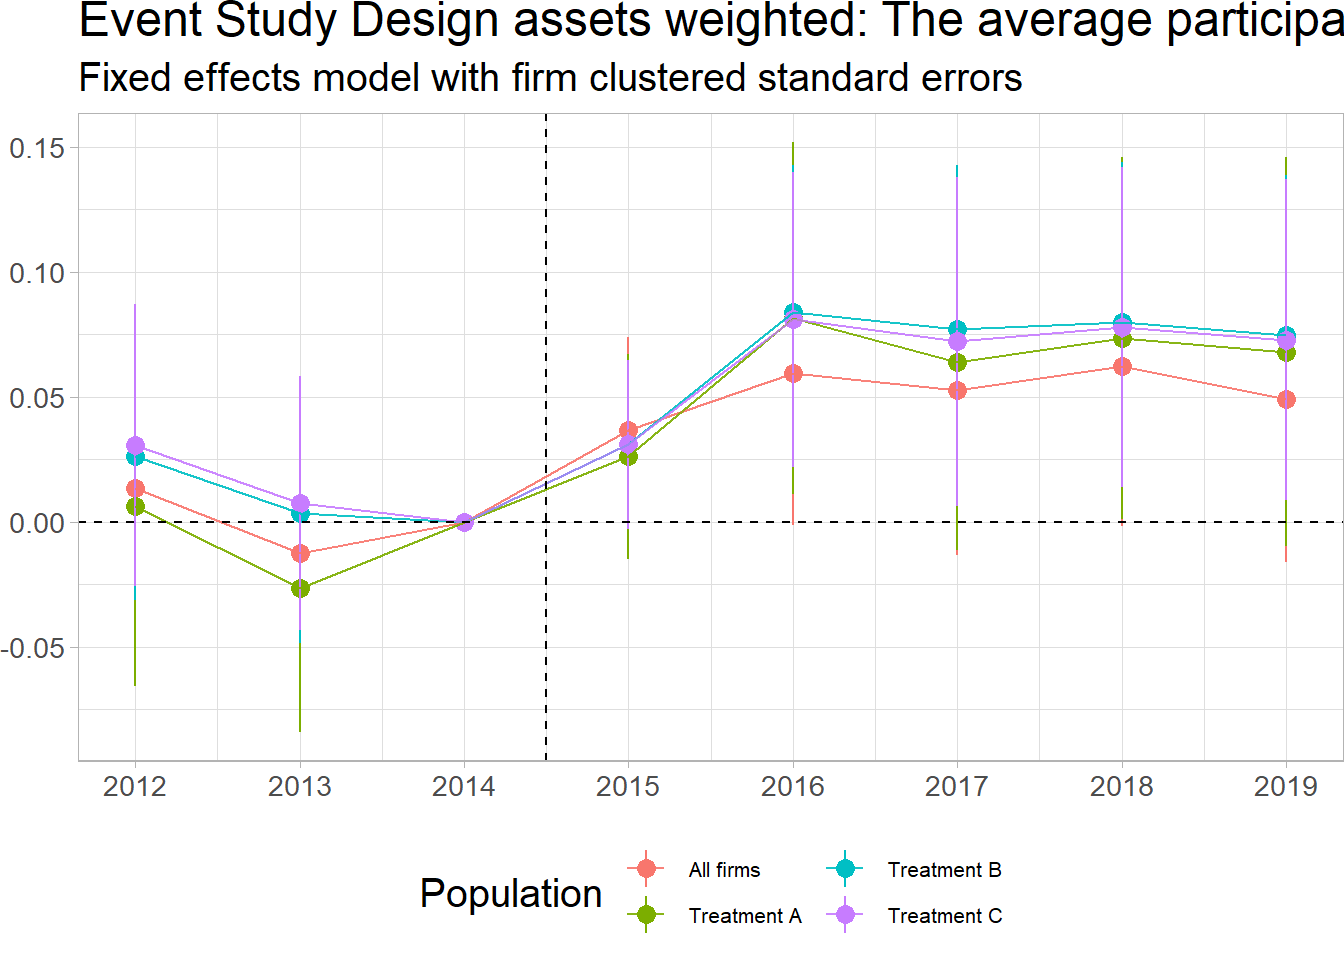 Event Study Design assets weighted: The average participa
Fixed effects model with firm clustered standard errors
0.15
0.10
0.05
0.00
-0.05
2012 2013 2014 2015 2016 2017 2018 2019
Population
All firms
Treatment B
Treatment A
Treatment C